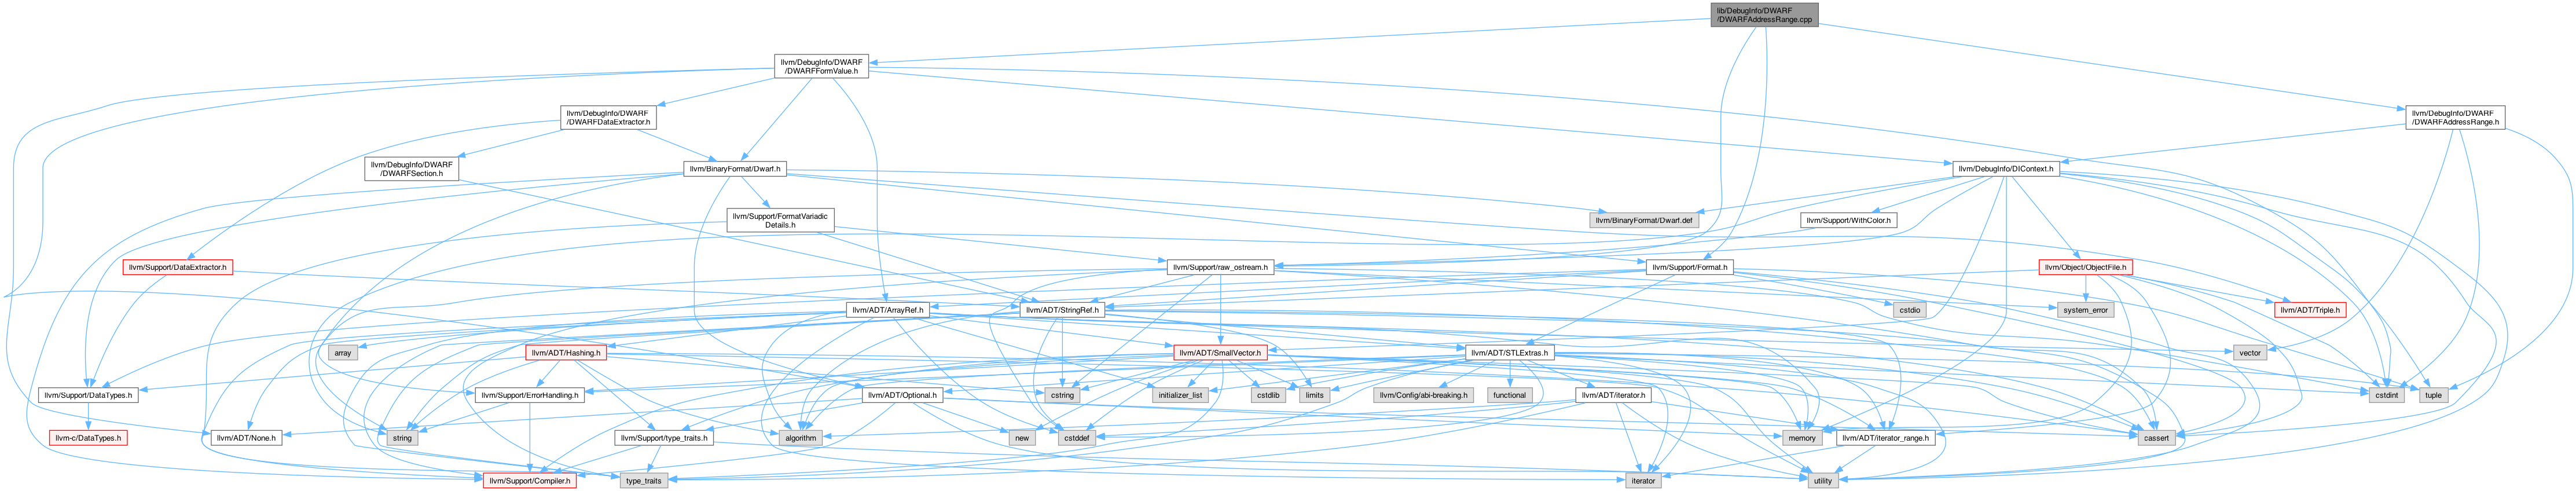 lib/DebugInfo/DWARF
/DWARFAddressRange.cpp
llvm/DebugInfo/DWARF
/DWARFFormValue.h
llvm/DebugInfo/DWARF
/DWARFDataExtractor.h
llvm/DebugInfo/DWARF
/DWARFAddressRange.h
llvm/DebugInfo/DWARF
/DWARFSection.h
llvm/BinaryFormat/Dwarf.h
llvm/DebugInfo/DIContext.h
llvm/Support/FormatVariadic
Details.h
llvm/BinaryFormat/Dwarf.def
llvm/Support/WithColor.h
llvm/Support/DataExtractor.h
llvm/Support/raw_ostream.h
llvm/Support/Format.h
llvm/Object/ObjectFile.h
llvm/ADT/ArrayRef.h
llvm/ADT/StringRef.h
cstdio
system_error
llvm/ADT/Triple.h
array
llvm/ADT/Hashing.h
llvm/ADT/SmallVector.h
llvm/ADT/STLExtras.h
vector
llvm/Support/DataTypes.h
llvm/Support/ErrorHandling.h
llvm/ADT/Optional.h
cstring
initializer_list
cstdlib
limits
llvm/Config/abi-breaking.h
functional
llvm/ADT/iterator.h
cstdint
tuple
llvm-c/DataTypes.h
llvm/ADT/None.h
string
llvm/Support/type_traits.h
algorithm
new
cstddef
memory
llvm/ADT/iterator_range.h
cassert
llvm/Support/Compiler.h
type_traits
iterator
utility